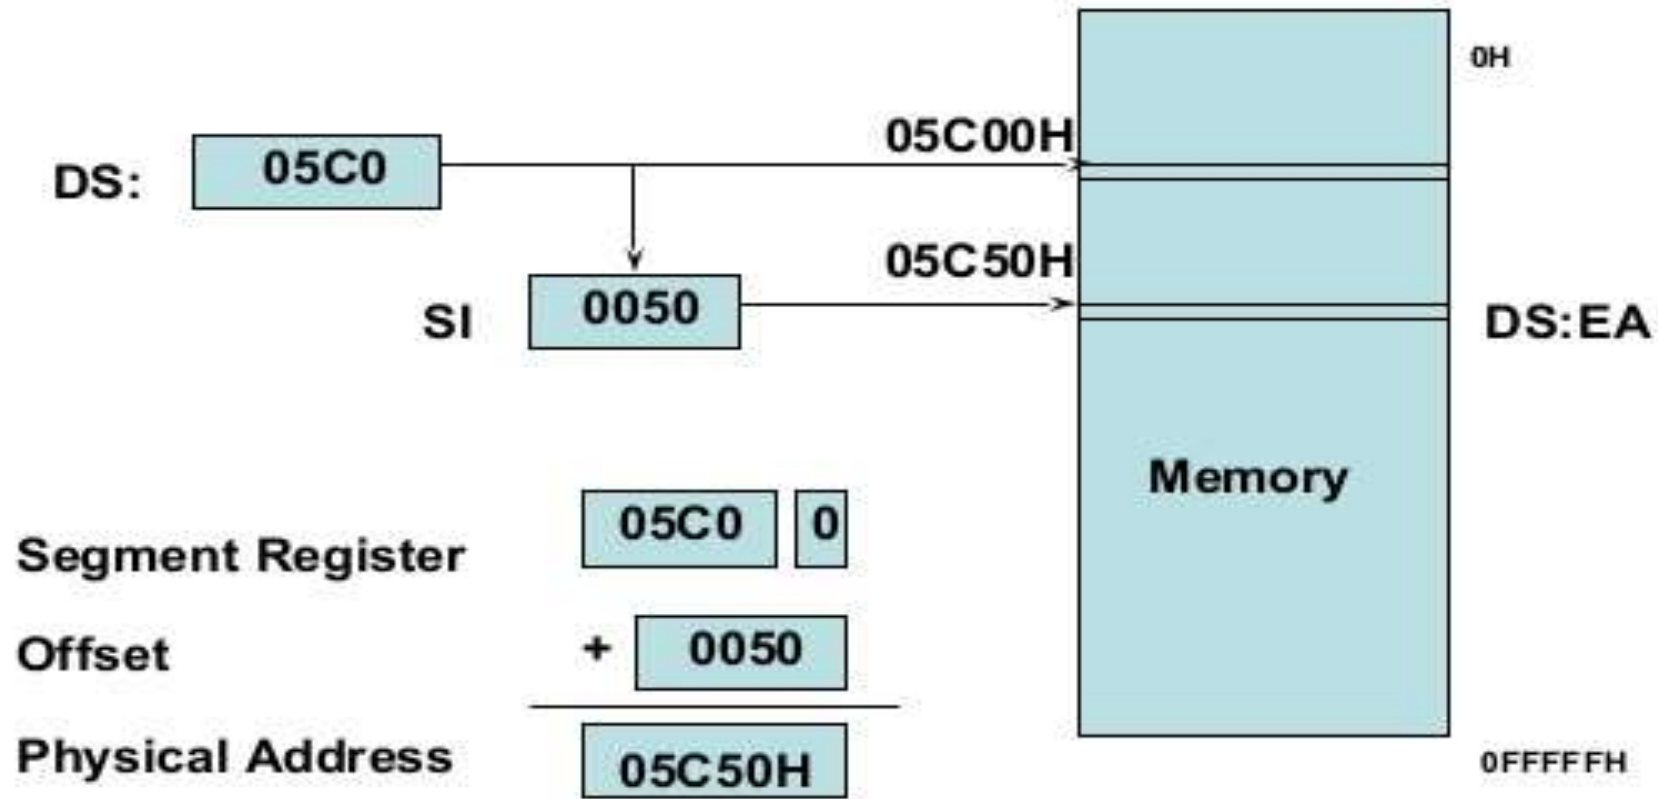 0H
05C00H
DS:
05C0
05C50H
SI
0050
DS:EA
Memory
Segment Register
05C0
0
Offset
+
0050
Physical Address
05C50H
0FFFFFH